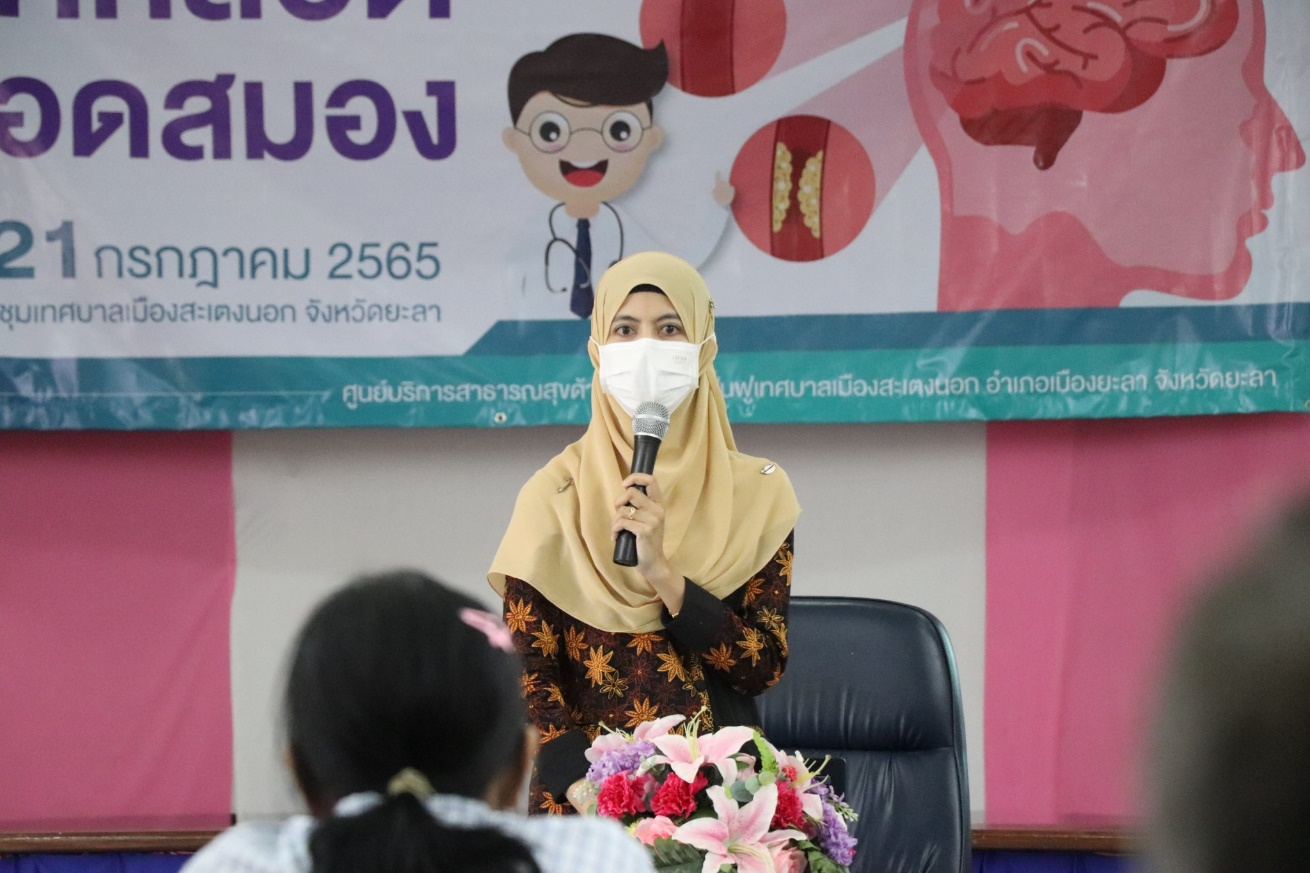 อดสมอง
21 กรกฎาคม 2565
ชุมเทศบาลเมืองสะเตงนอก จังหวัดยะลา
ศูนย์บริการสาธารณสุข นฟูเทศบาลเมืองสะเตงนอก อำเภอเมืองยะลา จังหวัดยะลา